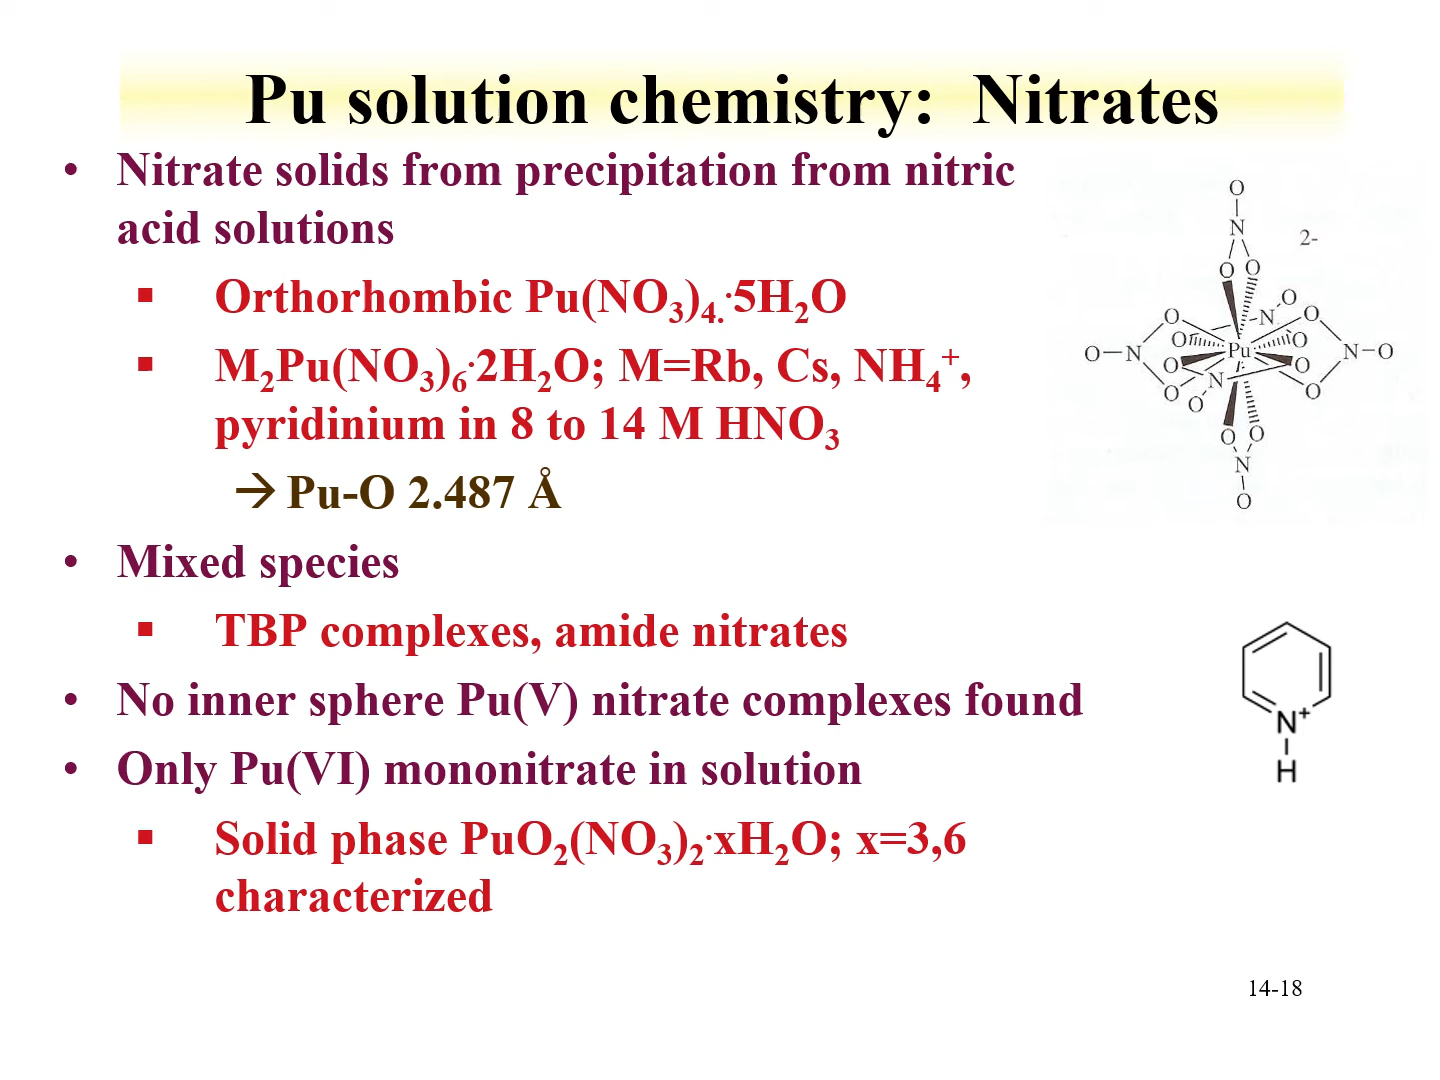 Pu solution chemistry: Nitrates
• Nitrate solids from precipitation from nitric
acid solutions
▪ Orthorhombic Pu(NO₃)₄.·5H₂O
▪ M₂Pu(NO₃)₆·2H₂O; M=Rb, Cs, NH₄⁺,
pyridinium in 8 to 14 M HNO₃
→ Pu-O 2.487 Å
• Mixed species
▪ TBP complexes, amide nitrates
• No inner sphere Pu(V) nitrate complexes found
• Only Pu(VI) mononitrate in solution
▪ Solid phase PuO₂(NO₃)₂·xH₂O; x=3,6
characterized
O
N
2-
O O
O
O N O
O O
O N Pu N O
O N O
O O O
O O
N
O
N⁺
H
14-18